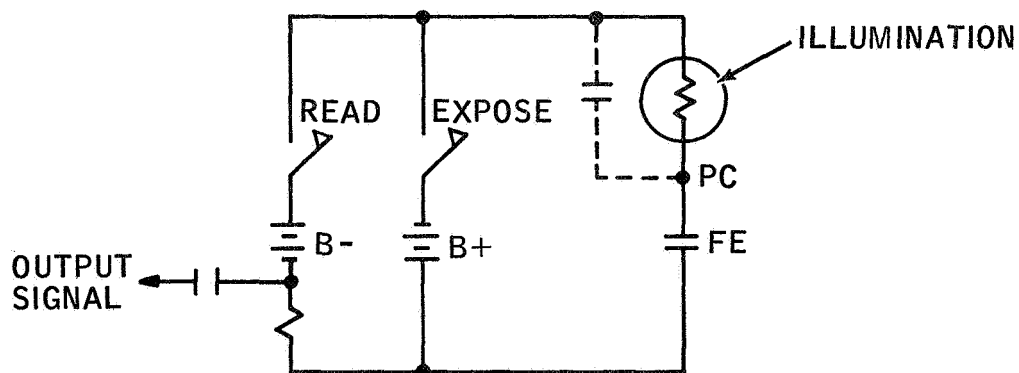 ILLUMINATION
READ
EXPOSE
PC
B-
B+
FE
OUTPUT
SIGNAL